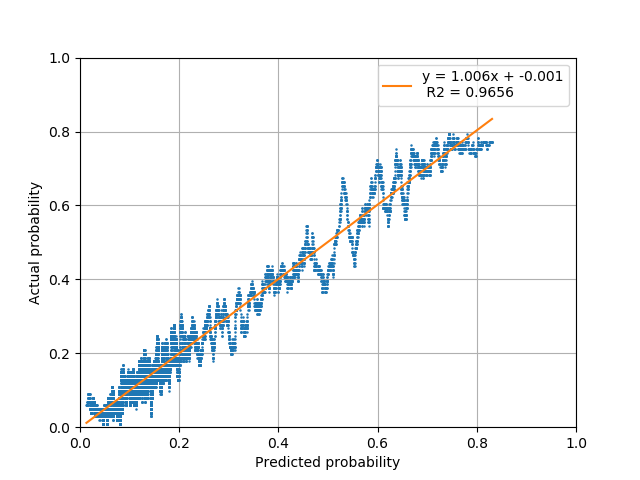 1.0
0.8
0.6
0.4
0.2
0.0
Actual probability
y = 1.006x + -0.001
R2 = 0.9656
0.0 0.2 0.4 0.6 0.8 1.0
Predicted probability